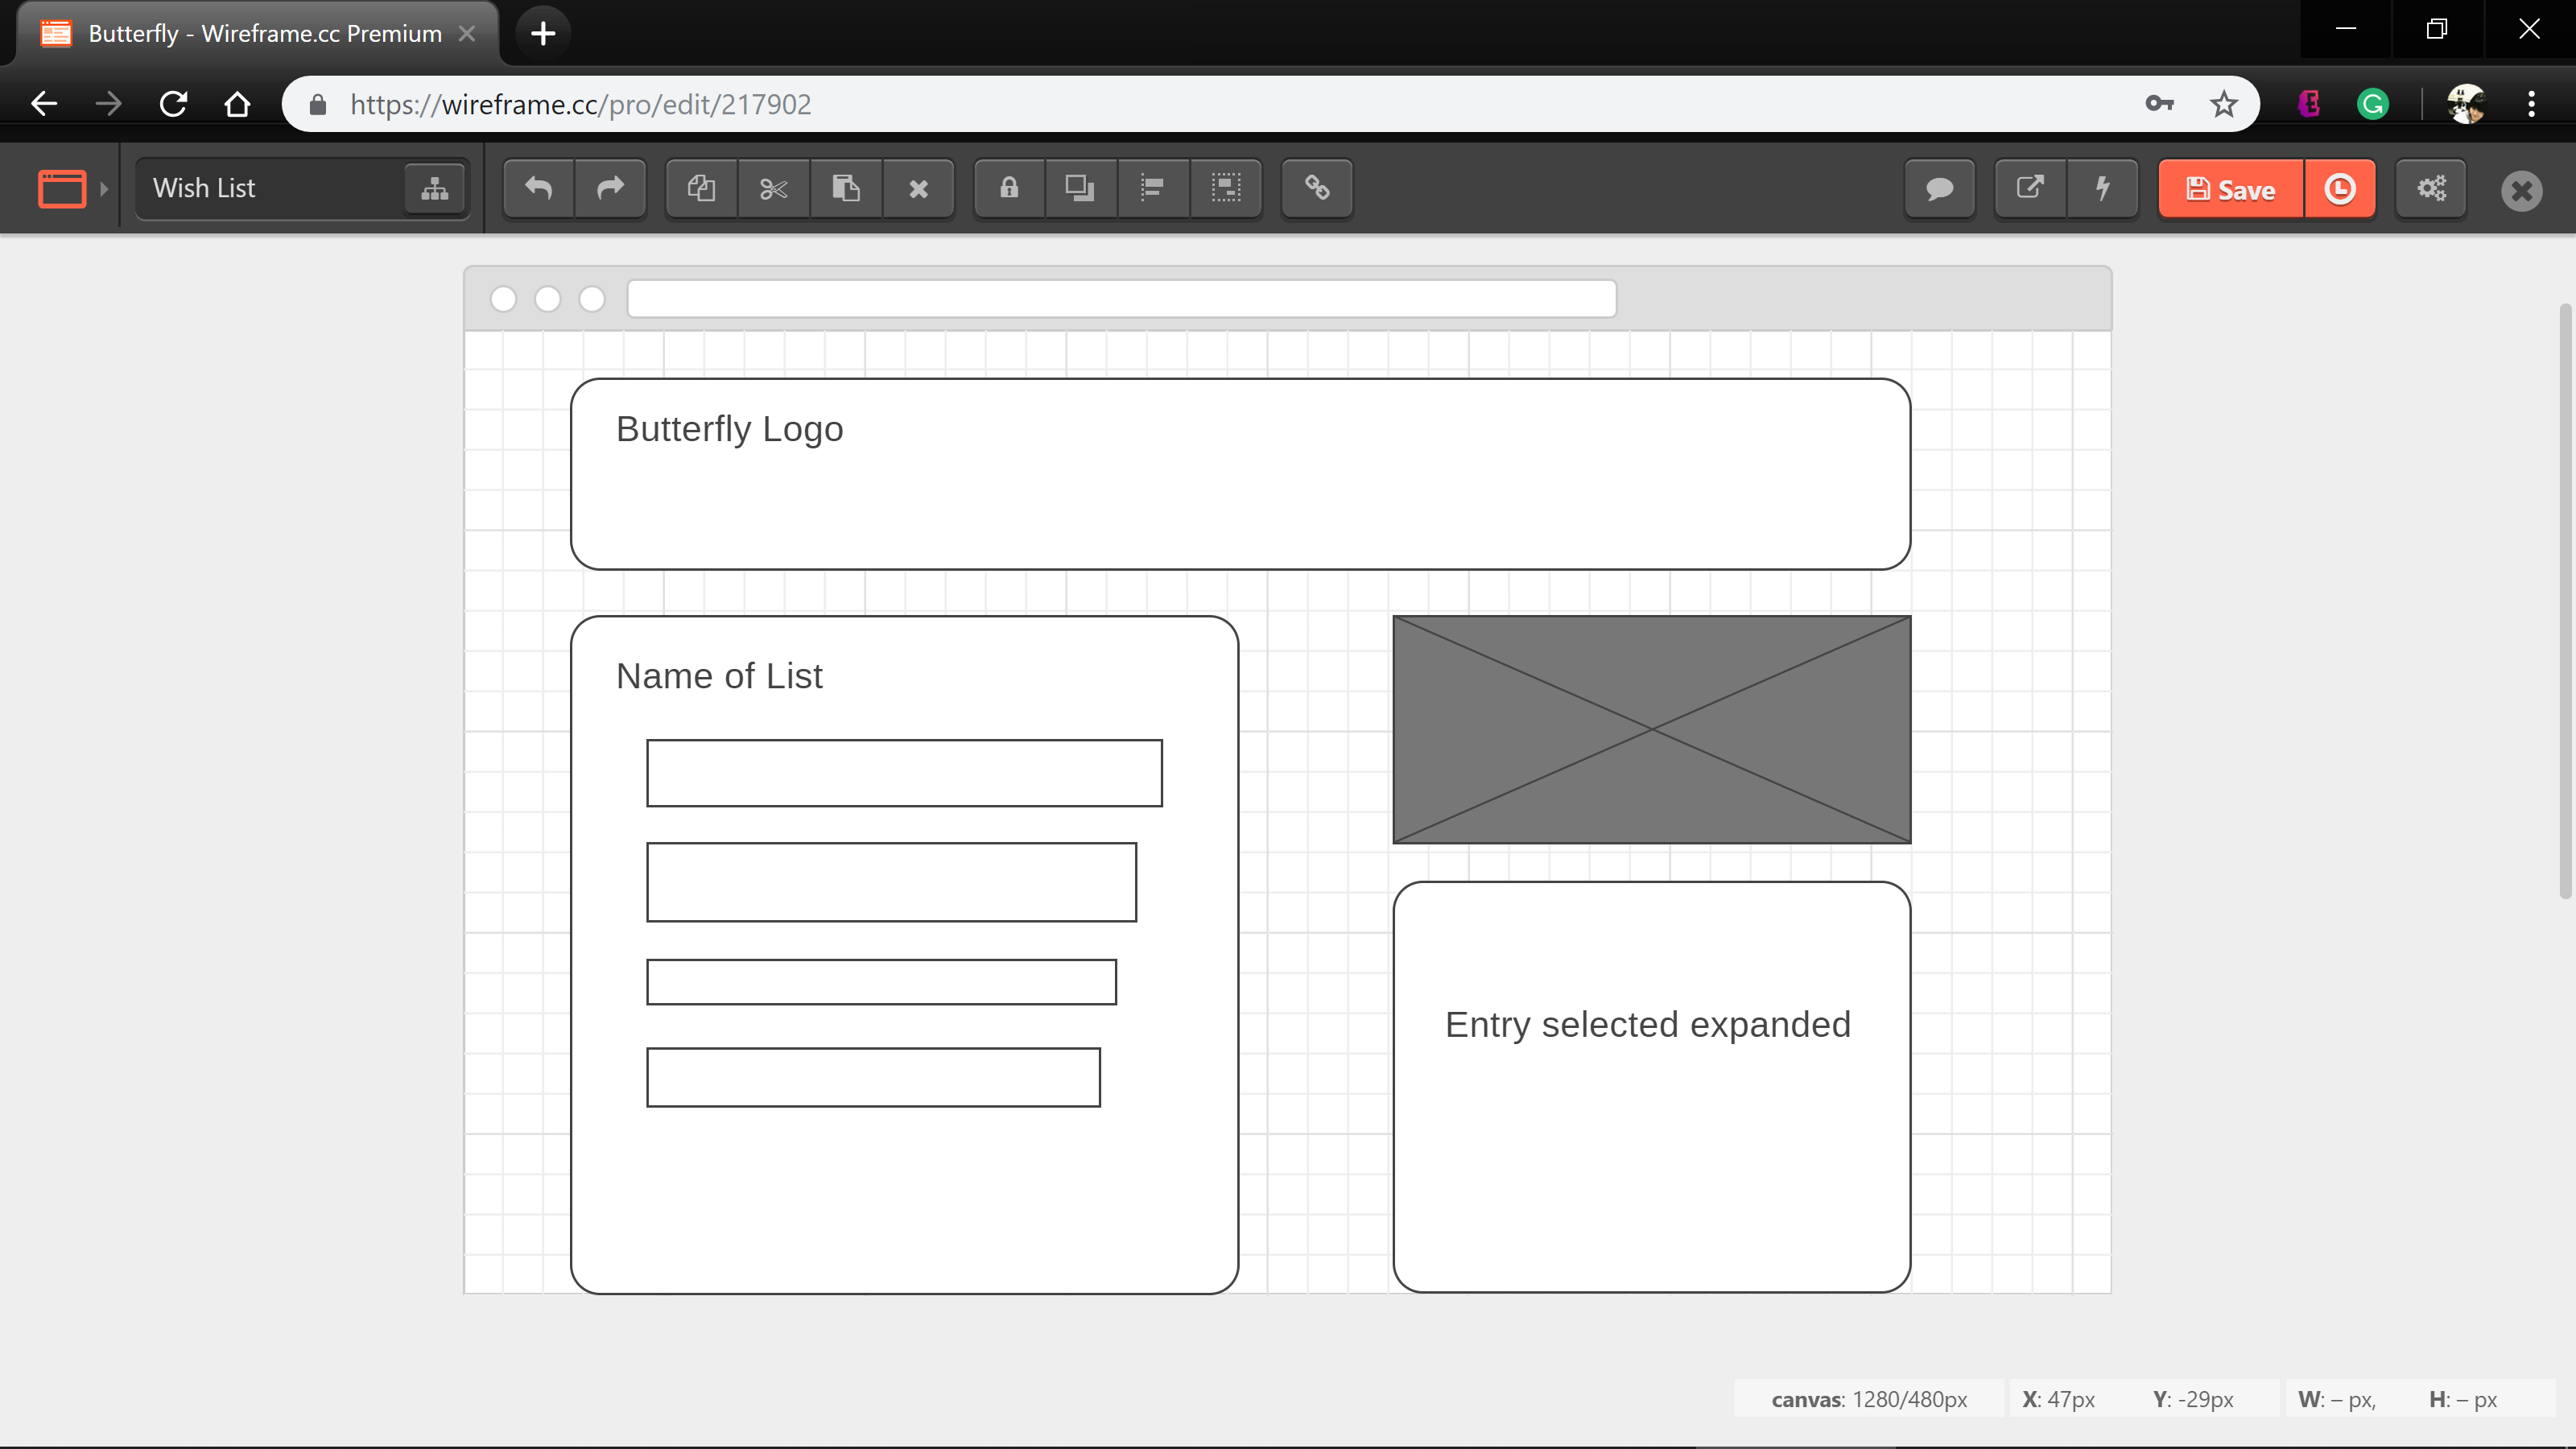 Butterfly - Wireframe.cc Premium
https://wireframe.cc/pro/edit/217902
Wish List
Save
Butterfly Logo
Name of List
Entry selected expanded
canvas: 1280/480px X: 47px Y: -29px W: – px, H: – px